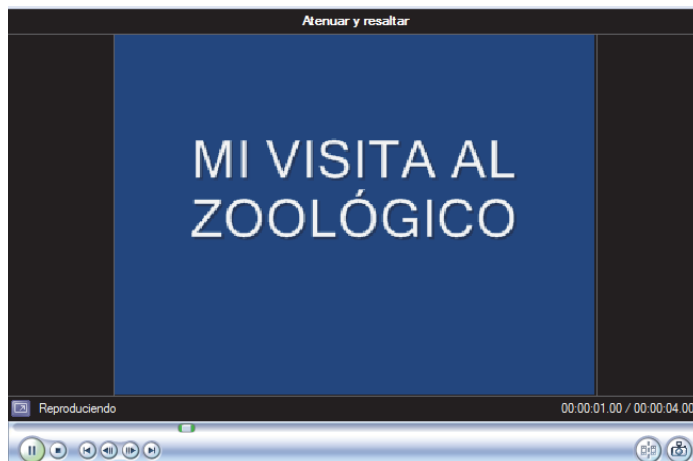 Atenuar y resaltar
MI VISITA AL
ZOOLÓGICO
Reproduciendo
00:00:01.00 / 00:00:04.00